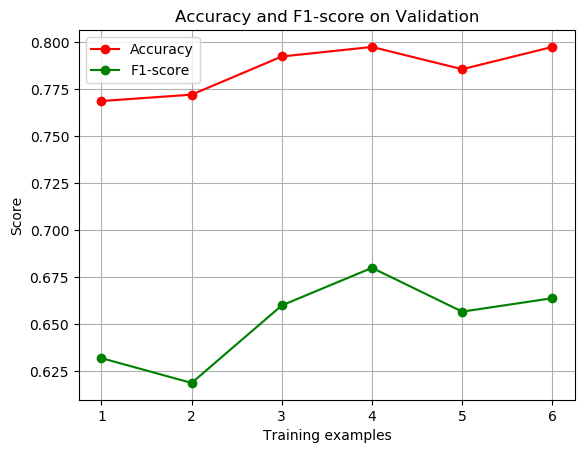 Accuracy and F1-score on Validation
Accuracy
F1-score
0.800
0.775
0.750
0.725
0.700
0.675
0.650
0.625
Score
1 2 3 4 5 6
Training examples